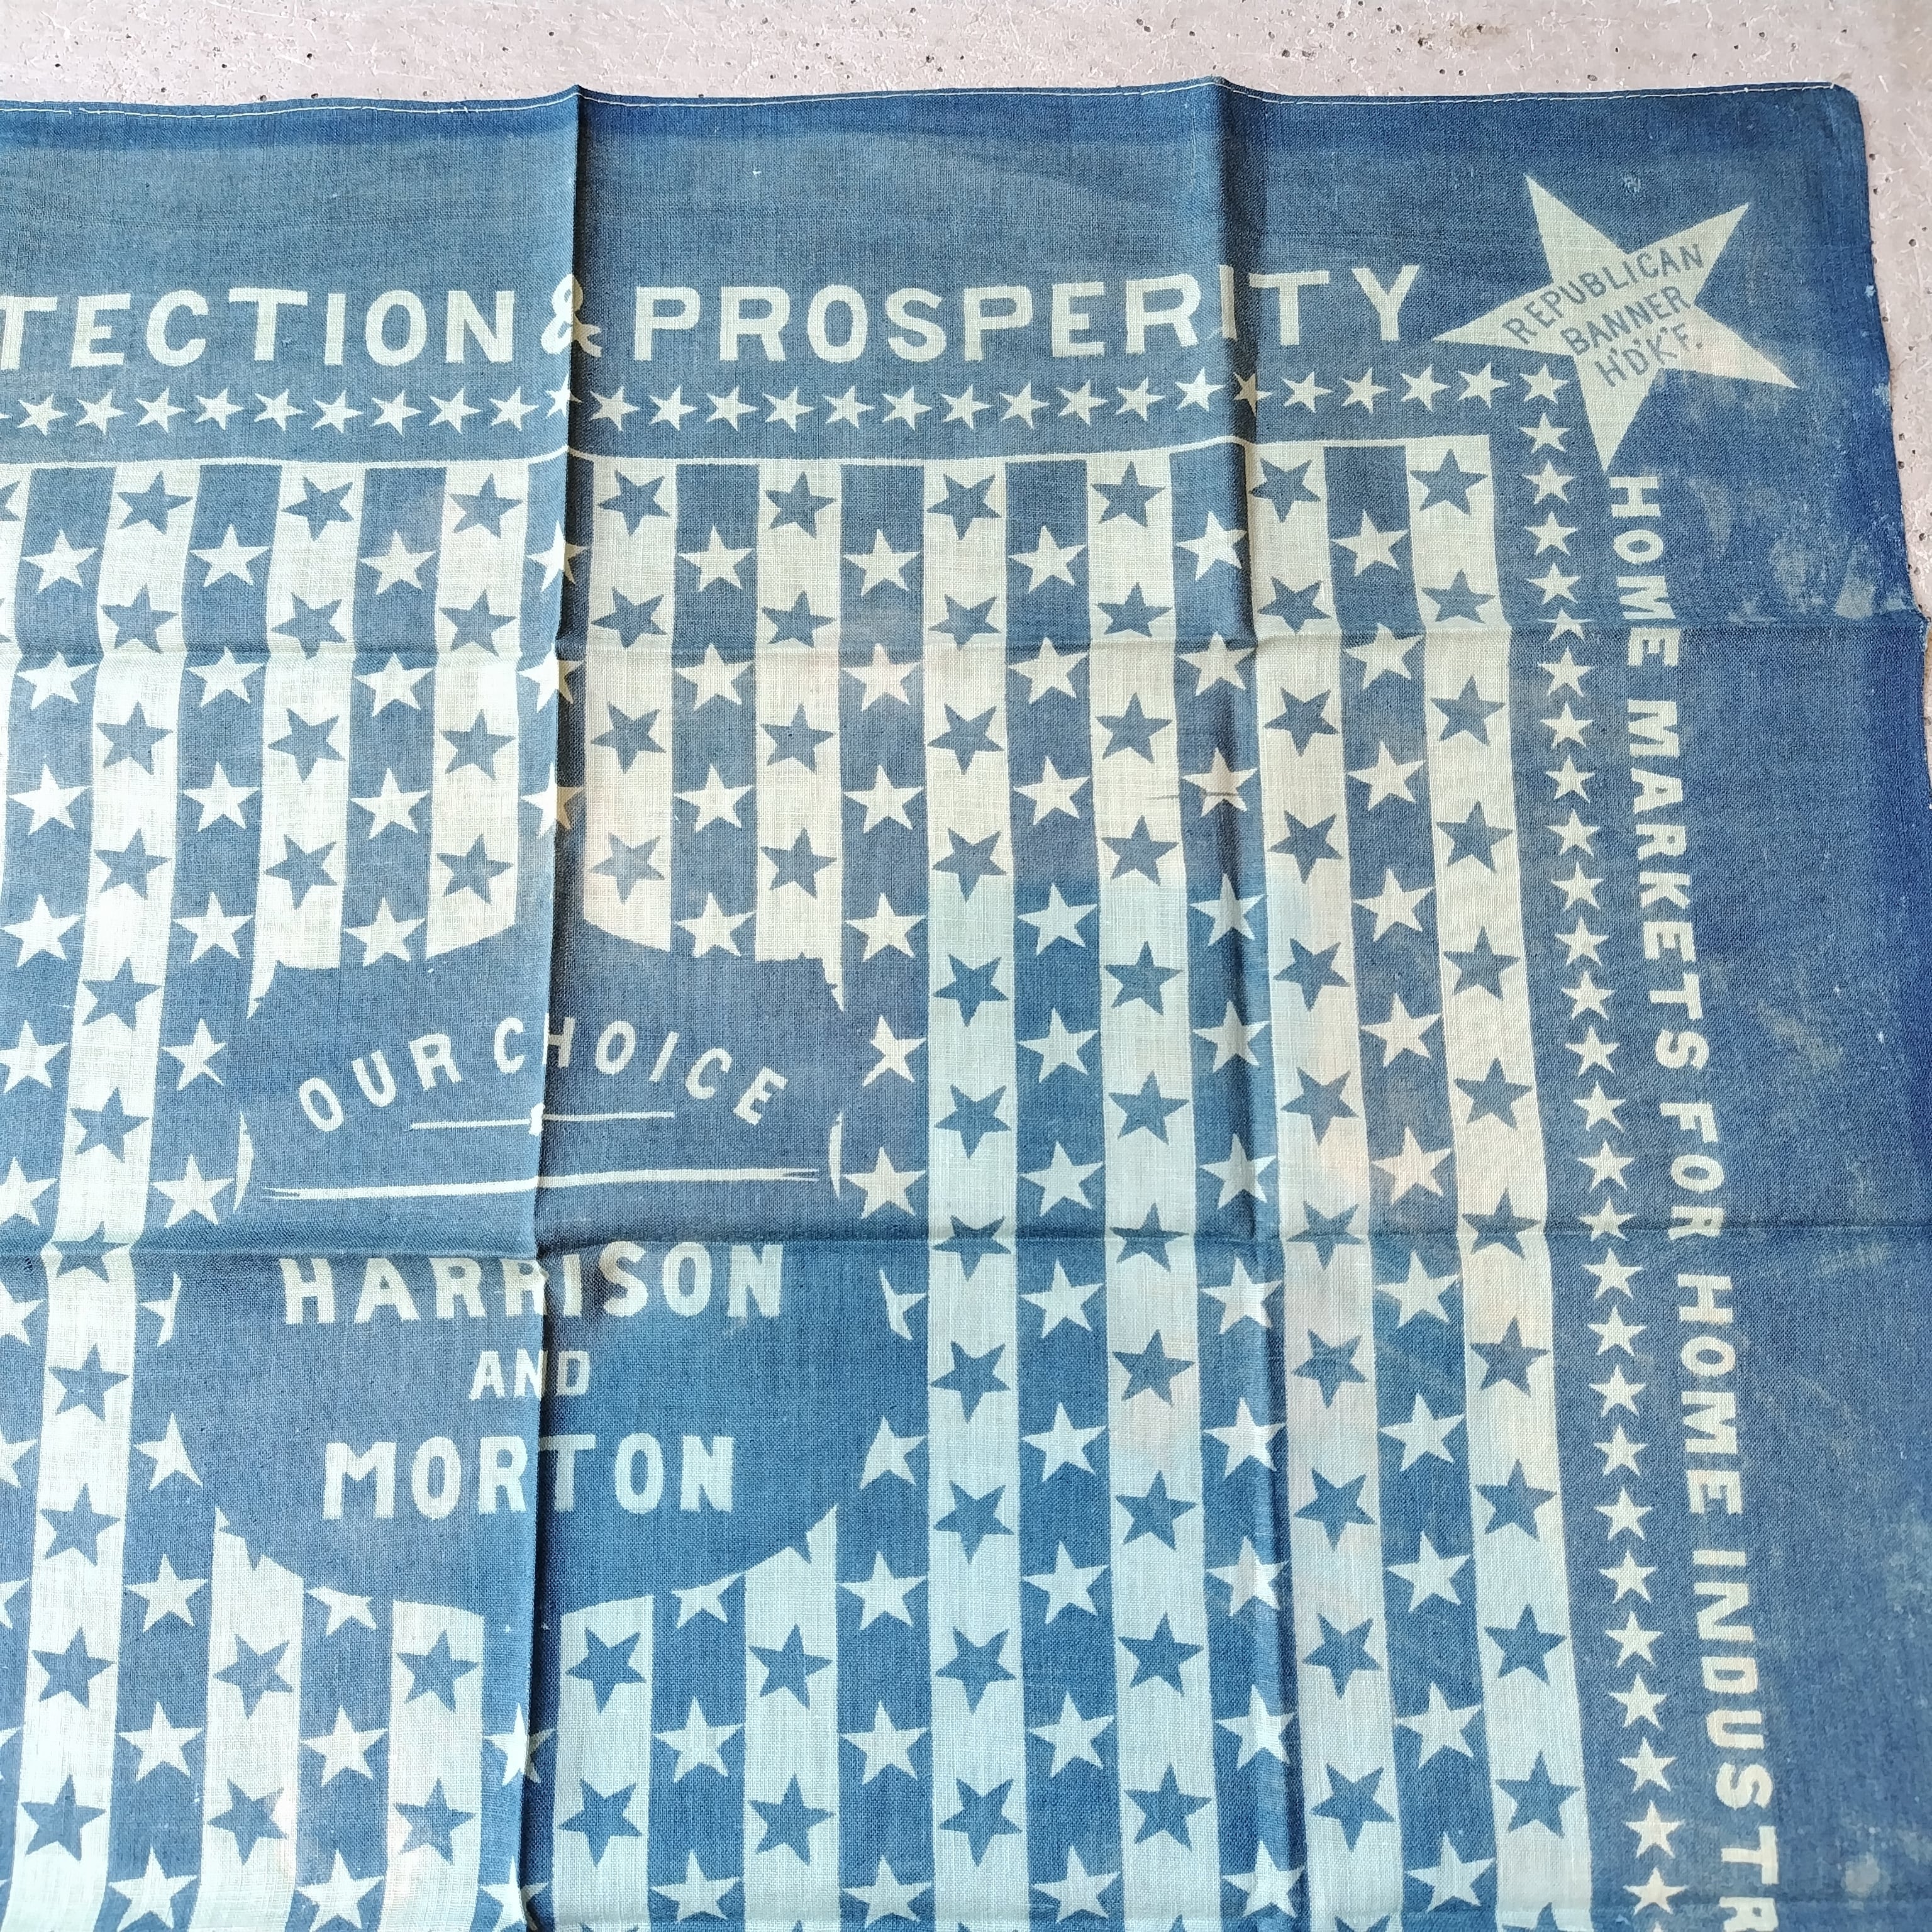 TECTION & PROSPERITY
REPUBLICAN
BANNER
H'D'K'F.
HOME MARKETS FOR HOME INDUSTR
OUR CHOICE
HARRISON
AND
MORTON